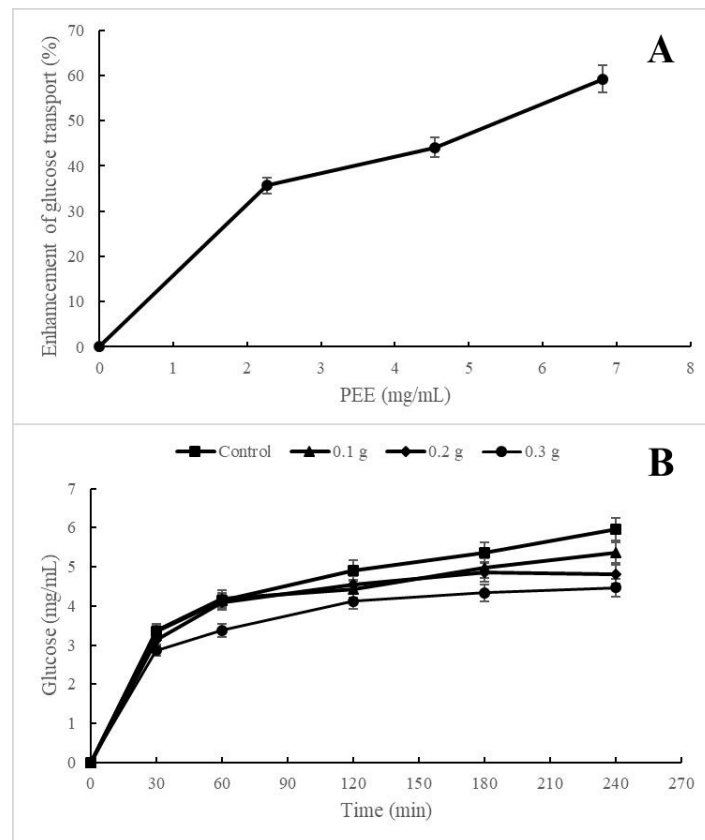 A
Enhamcement of glucose transport (%)
70
60
50
40
30
20
10
0
0 1 2 3 4 5 6 7 8
PEE (mg/mL)
Control 0.1 g 0.2 g 0.3 g
B
Glucose (mg/mL)
7
6
5
4
3
2
1
0
0 30 60 90 120 150 180 210 240 270
Time (min)